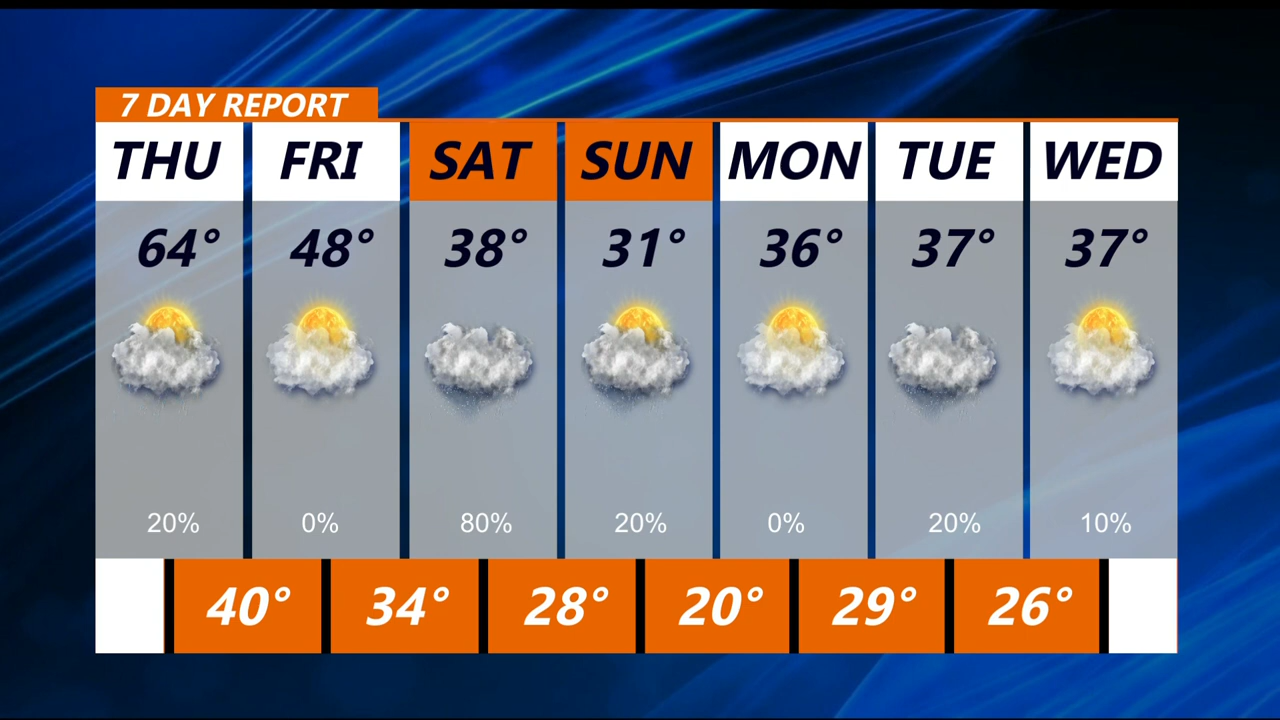 7 DAY REPORT
THU FRI SAT SUN MON TUE WED
64° 48° 38° 31° 36° 37° 37°
20% 0% 80% 20% 0% 20% 10%
40° 34° 28° 20° 29° 26°